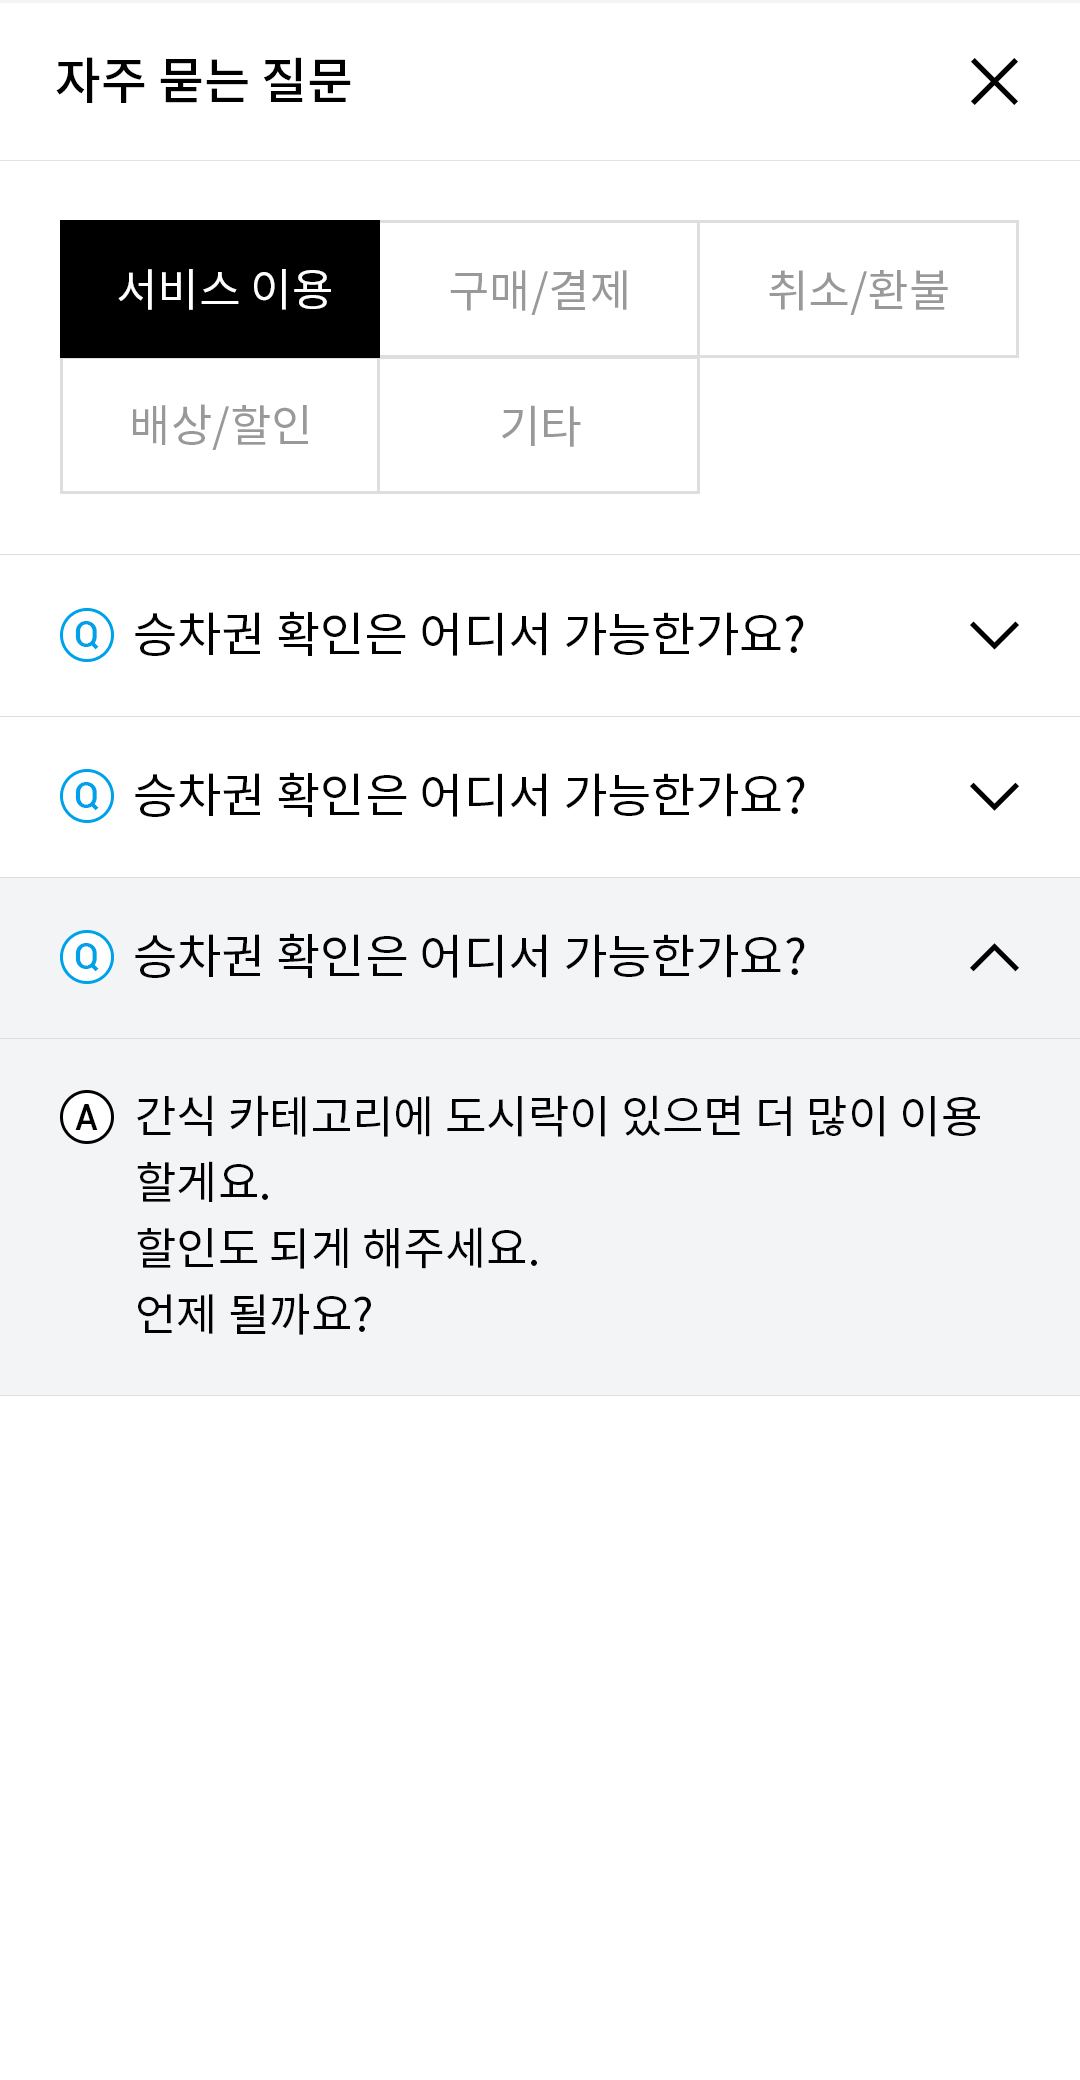 자주 묻는 질문
서비스 이용
구매/결제
취소/환불
배상/할인
기타
Q 승차권 확인은 어디서 가능한가요?
Q 승차권 확인은 어디서 가능한가요?
Q 승차권 확인은 어디서 가능한가요?
A 간식 카테고리에 도시락이 있으면 더 많이 이용
할게요.
할인도 되게 해주세요.
언제 될까요?